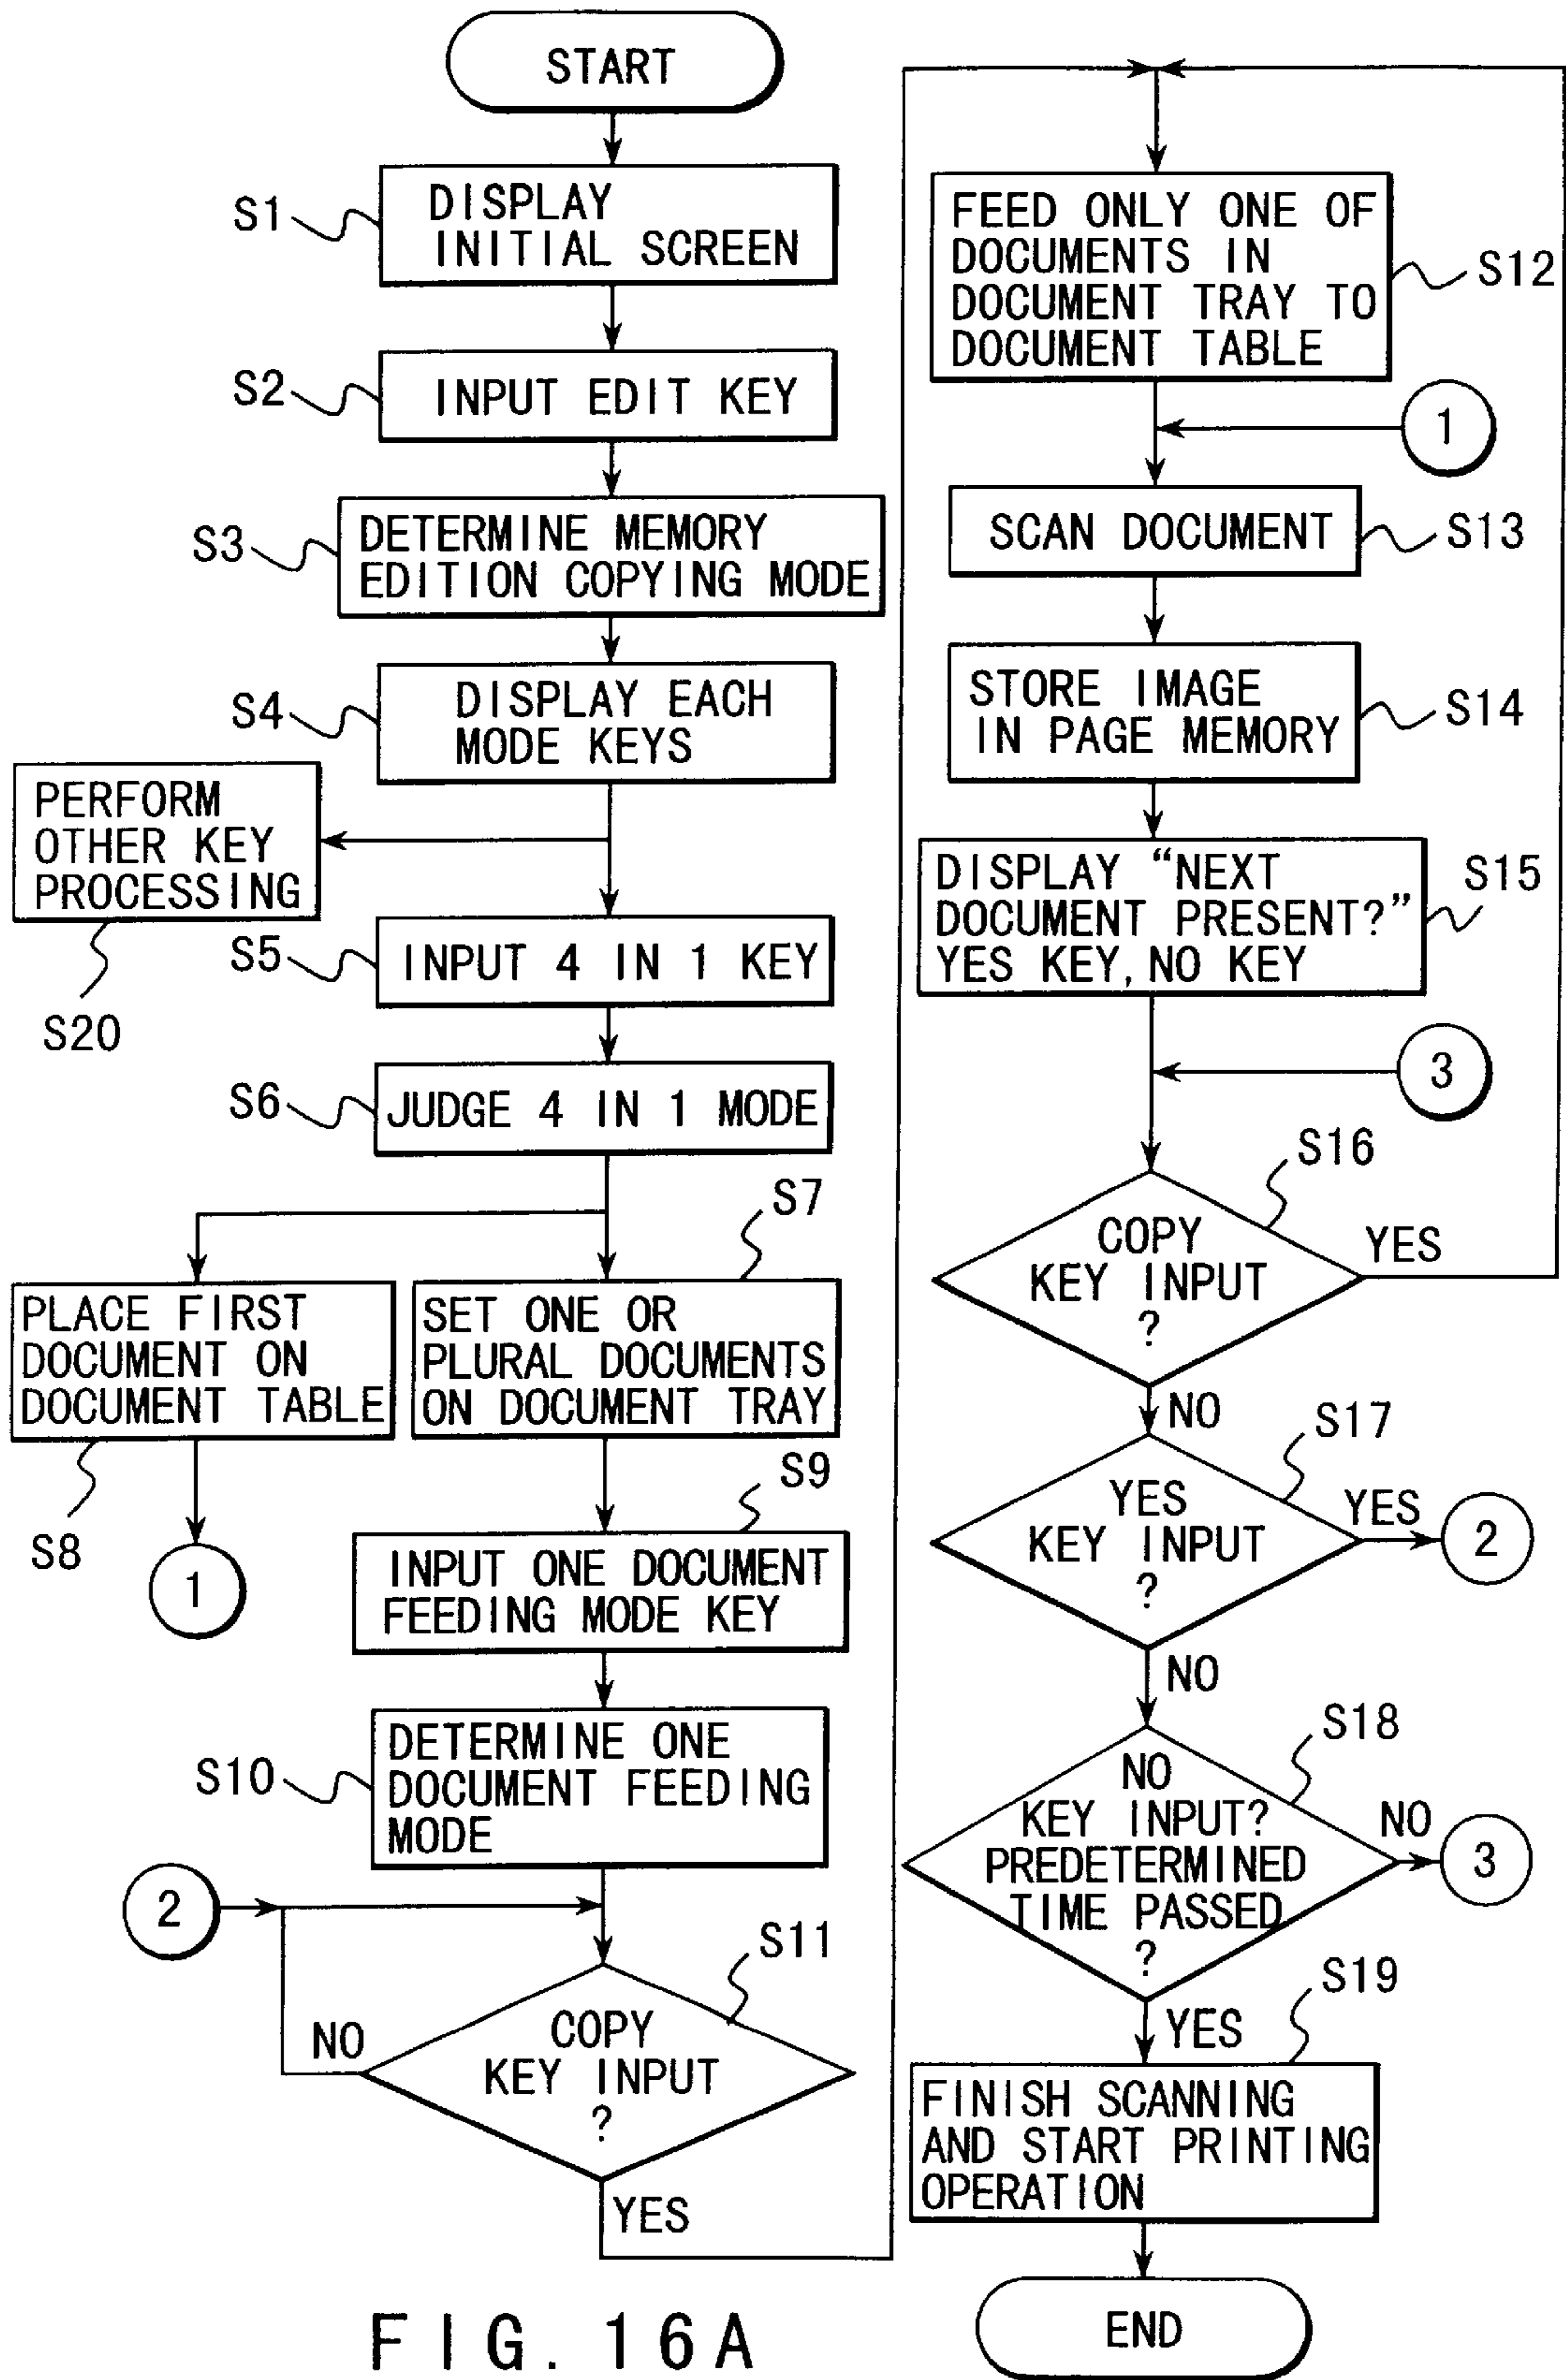 START
S1
DISPLAY
INITIAL SCREEN
S2
INPUT EDIT KEY
S3
DETERMINE MEMORY
EDITION COPYING MODE
S4
DISPLAY EACH
MODE KEYS
PERFORM
OTHER KEY
PROCESSING
S20
S5
INPUT 4 IN 1 KEY
S6
JUDGE 4 IN 1 MODE
S7
PLACE FIRST
DOCUMENT ON
DOCUMENT TABLE
S8
1
SET ONE OR
PLURAL DOCUMENTS
ON DOCUMENT TRAY
S9
INPUT ONE DOCUMENT
FEEDING MODE KEY
S10
DETERMINE ONE
DOCUMENT FEEDING
MODE
2
S11
COPY
KEY INPUT
?
NO
YES
FEED ONLY ONE OF
DOCUMENTS IN
DOCUMENT TRAY TO
DOCUMENT TABLE
S12
1
SCAN DOCUMENT
S13
STORE IMAGE
IN PAGE MEMORY
S14
DISPLAY “NEXT
DOCUMENT PRESENT?”
YES KEY, NO KEY
S15
3
S16
COPY
KEY INPUT
?
YES
NO
S17
YES
KEY INPUT
?
YES
2
NO
S18
NO
KEY INPUT?
PREDETERMINED
TIME PASSED
?
NO
3
YES
S19
FINISH SCANNING
AND START PRINTING
OPERATION
END
FIG. 16A